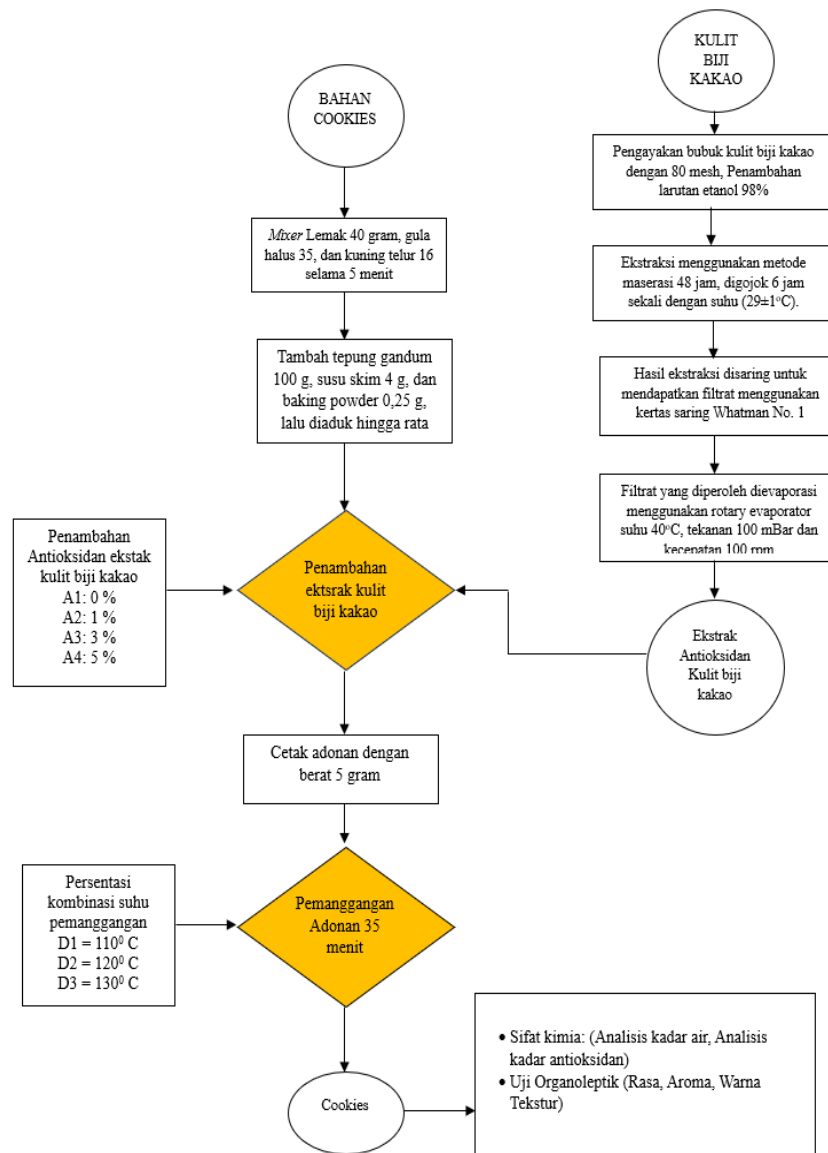 BAHAN
COOKIES
Mixer Lemak 40 gram, gula
halus 35, dan kuning telur 16
selama 5 menit
Tambah tepung gandum
100 g, susu skim 4 g, dan
baking powder 0,25 g,
lalu diaduk hingga rata
KULIT
BIJI
KAKAO
Pengayakan bubuk kulit biji kakao
dengan 80 mesh, Penambahan
larutan etanol 98%
Ekstraksi menggunakan metode
maserasi 48 jam, digojok 6 jam
sekali dengan suhu (29±1°C).
Hasil ekstraksi disaring untuk
mendapatkan filtrat menggunakan
kertas saring Whatman No. 1
Filtrat yang diperoleh dievaporasi
menggunakan rotary evaporator
suhu 40°C, tekanan 100 mBar dan
kecepatan 100 rpm
Ekstrak
Antioksidan
Kulit biji
kakao
Penambahan
Antioksidan ekstak
kulit biji kakao
A1: 0 %
A2: 1 %
A3: 3 %
A4: 5 %
Penambahan
ektsrak kulit
biji kakao
Cetak adonan dengan
berat 5 gram
Persentasi
kombinasi suhu
pemanggangan
D1 = 110⁰ C
D2 = 120⁰ C
D3 = 130⁰ C
Pemanggangan
Adonan 35
menit
Cookies
• Sifat kimia: (Analisis kadar air, Analisis
kadar antioksidan)
• Uji Organoleptik (Rasa, Aroma, Warna
Tekstur)